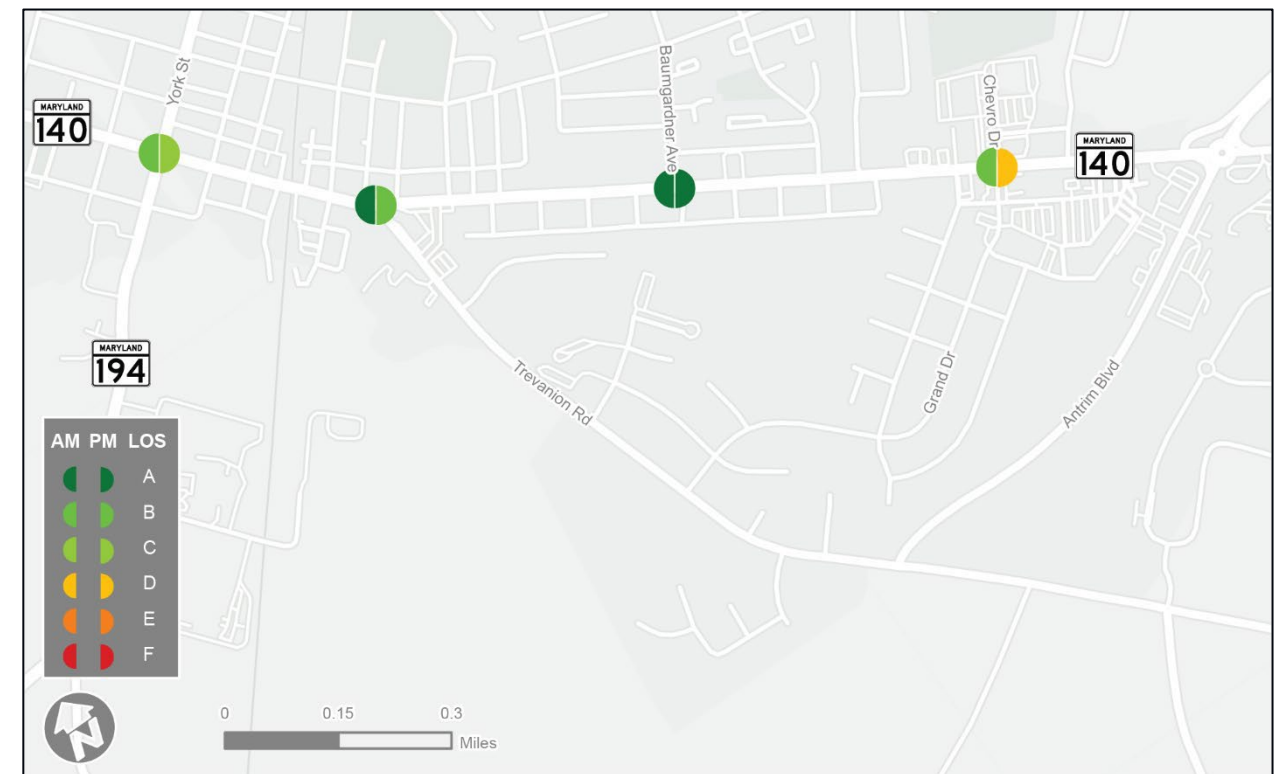 York St
Baumgardner Ave
Chevro Dr
MARYLAND
140
MARYLAND
140
MARYLAND
194
Trevanion Rd
Grand Dr
Antrim Blvd
AM PM LOS
A
B
C
D
E
F
N
0 0.15 0.3
Miles